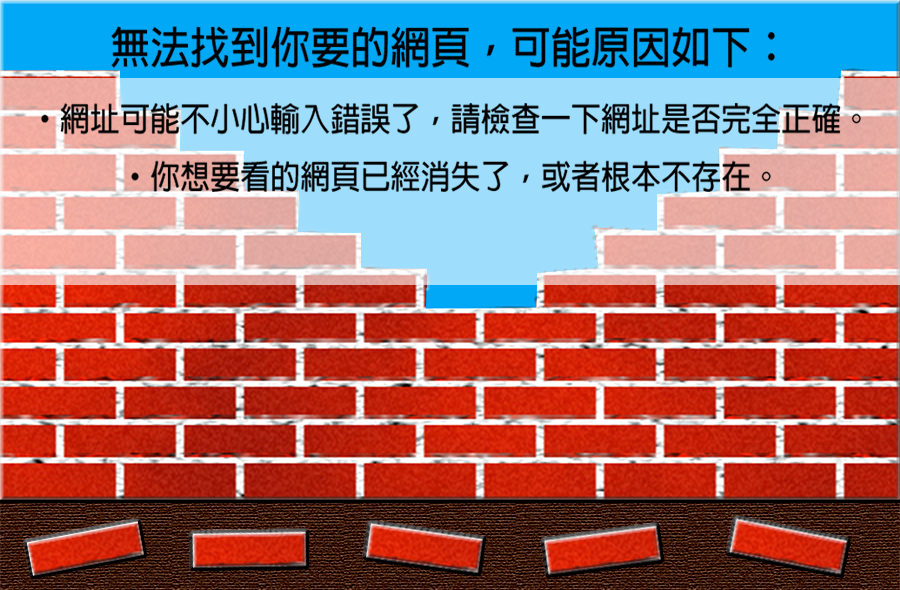 無法找到你要的網頁，可能原因如下：
•網址可能不小心輸入錯誤了，請檢查一下網址是否完全正確。
•你想要看的網頁已經消失了，或者根本不存在。